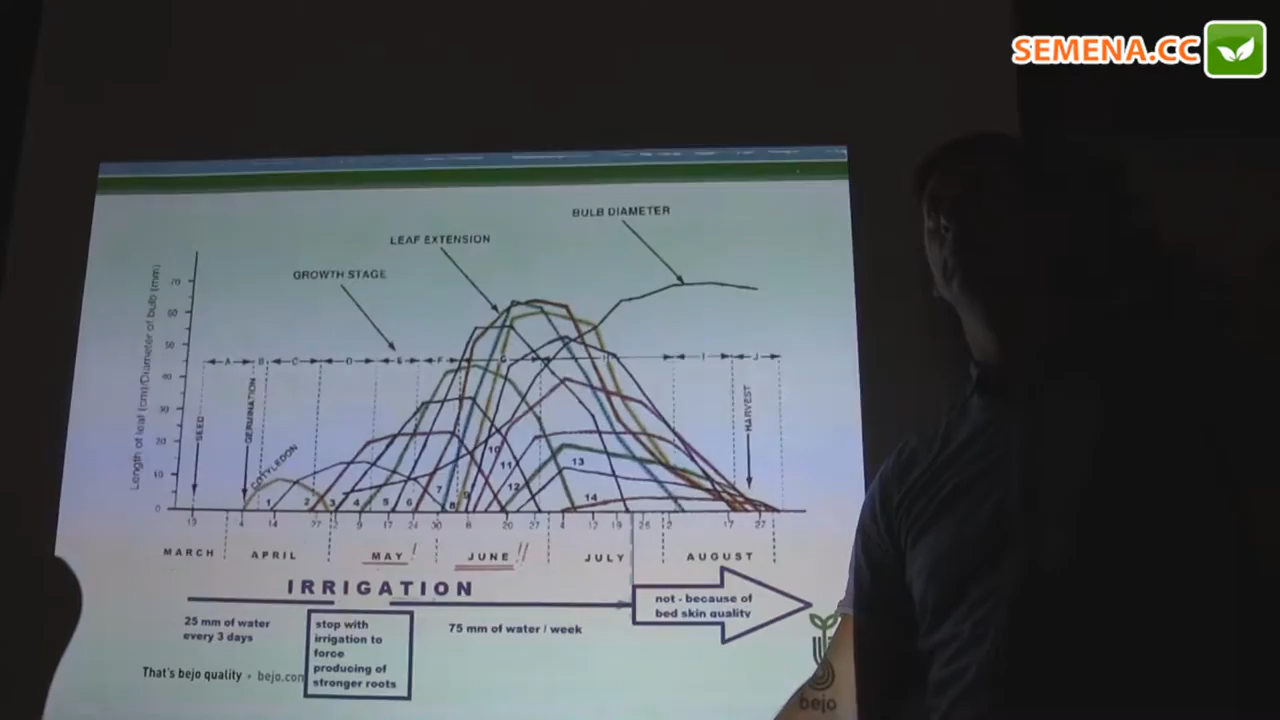 SEMENA.CC
BULB DIAMETER
LEAF EXTENSION
GROWTH STAGE
Length of leaf (cm)/Diameter of bulb (mm)
70
60
50
40
30
20
10
0
A B C D E F G I J
SEED
GERMINATION
COTYLEDON
HARVEST
1 2 3 4 5 6 7 8 9 10 11 12 13 14
13 4 14 27 2 9 17 24 30 6 20 27 4 12 19 26 2 17 27
MARCH APRIL MAY ! JUNE !! JULY AUGUST
IRRIGATION
25 mm of water
every 3 days
stop with
irrigation to
force
producing of
stronger roots
75 mm of water / week
not - because of
bed skin quality
That's bejo quality • bejo.com
bejo